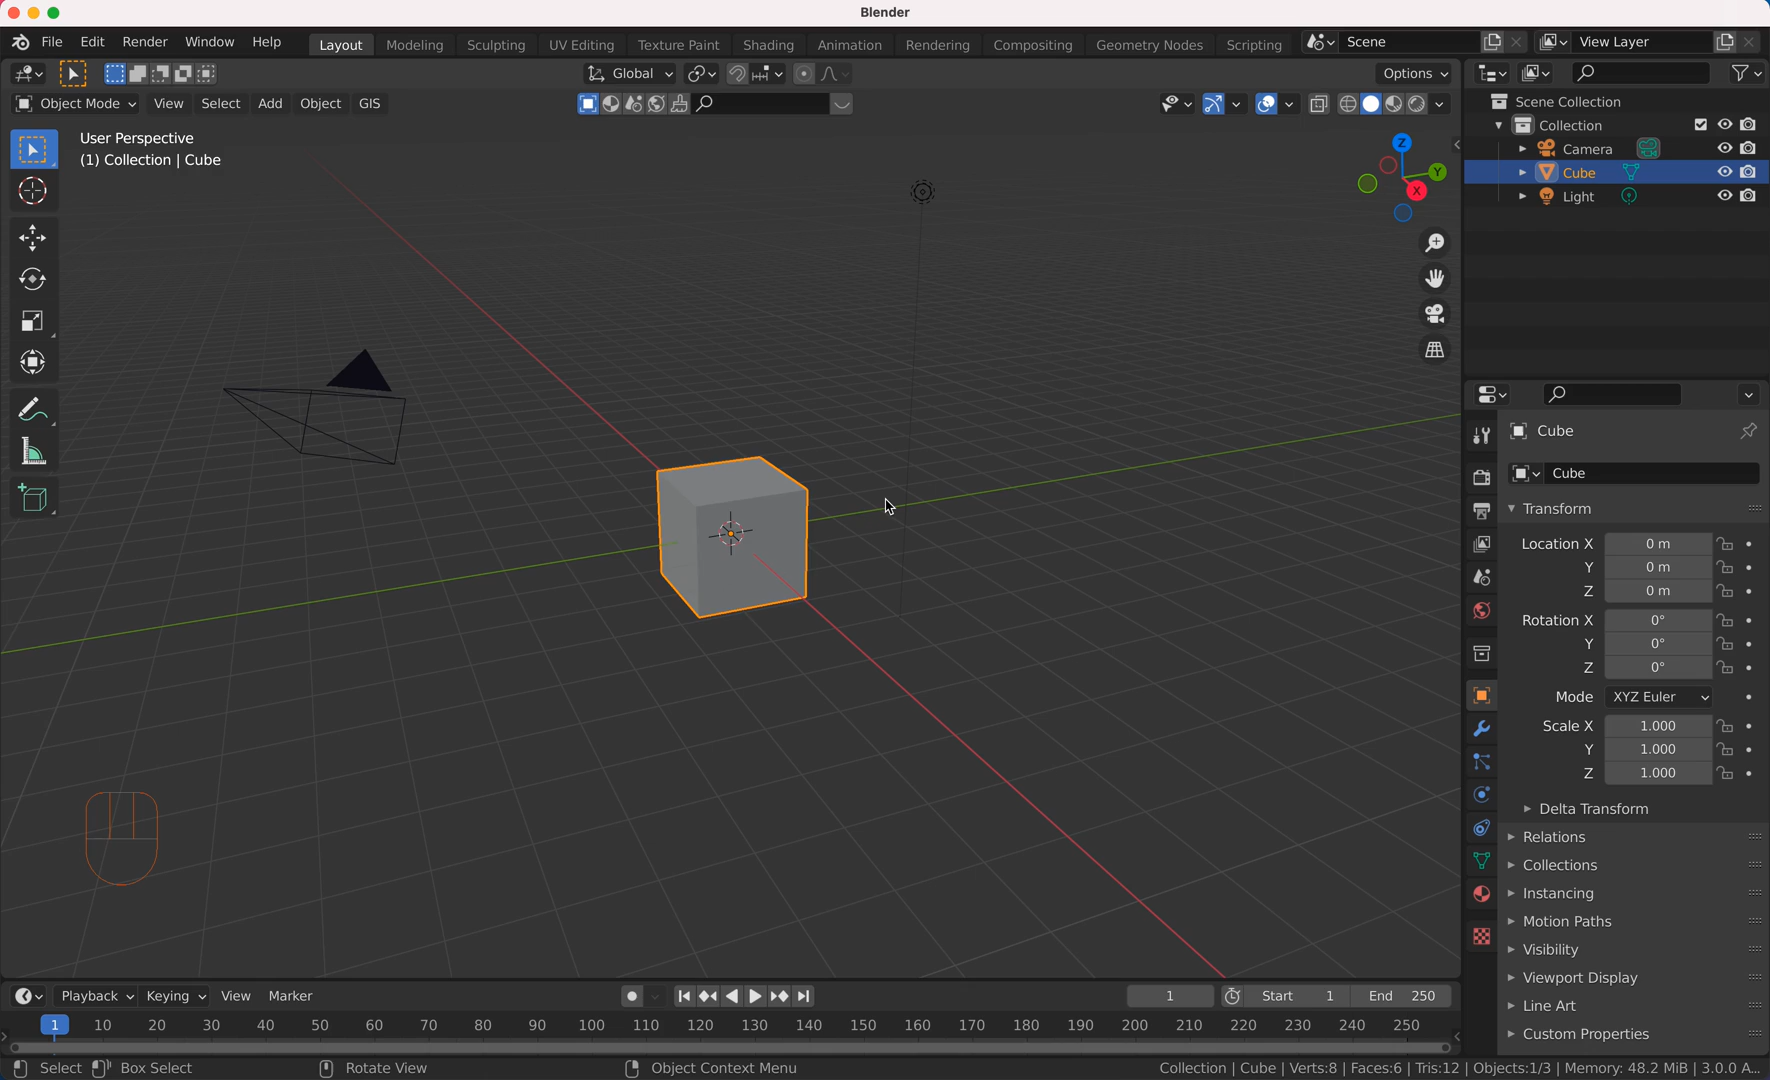 Blender
File Edit Render Window Help Layout Modeling Sculpting UV Editing Texture Paint Shading Animation Rendering Compositing Geometry Nodes Scripting Scene View Layer
Global Options
Object Mode View Select Add Object GIS
User Perspective
(1) Collection | Cube
Z
Y
X
Scene Collection
Collection
Camera
Cube
Light
Cube
Cube
Transform
Location X 0 m
Y 0 m
Z 0 m
Rotation X 0°
Y 0°
Z 0°
Mode XYZ Euler
Scale X 1.000
Y 1.000
Z 1.000
Delta Transform
Relations
Collections
Instancing
Motion Paths
Visibility
Viewport Display
Line Art
Custom Properties
Playback Keying View Marker 1 Start 1 End 250
1 10 20 30 40 50 60 70 80 90 100 110 120 130 140 150 160 170 180 190 200 210 220 230 240 250
Select Box Select Rotate View Object Context Menu Collection | Cube | Verts:8 | Faces:6 | Tris:12 | Objects:1/3 | Memory: 48.2 MiB | 3.0.0 A...